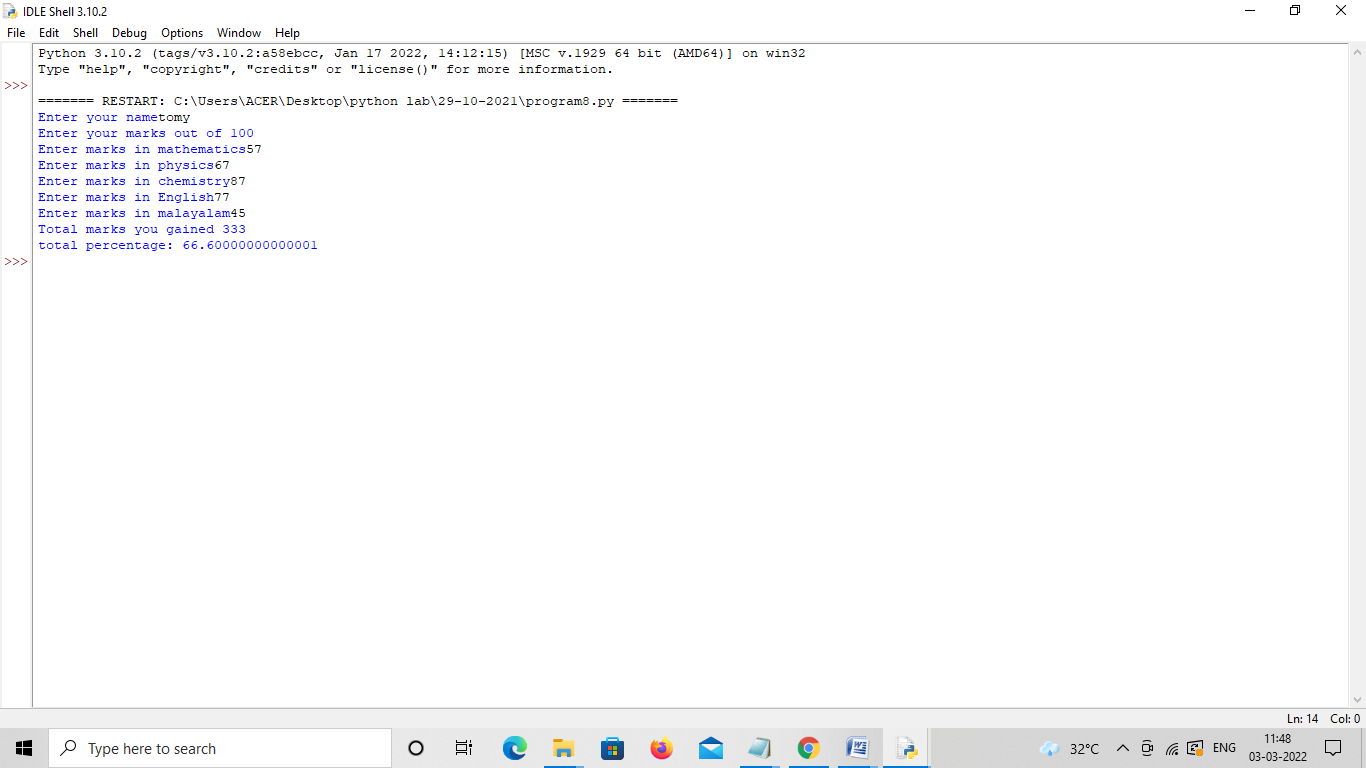 IDLE Shell 3.10.2
File Edit Shell Debug Options Window Help
Python 3.10.2 (tags/v3.10.2:a58ebcc, Jan 17 2022, 14:12:15) [MSC v.1929 64 bit (AMD64)] on win32
Type "help", "copyright", "credits" or "license()" for more information.
>>>
======= RESTART: C:\Users\ACER\Desktop\python lab\29-10-2021\program8.py =======
Enter your nametomy
Enter your marks out of 100
Enter marks in mathematics57
Enter marks in physics67
Enter marks in chemistry87
Enter marks in English77
Enter marks in malayalam45
Total marks you gained 333
total percentage: 66.60000000000001
>>>
Ln: 14 Col: 0
Type here to search
32°C
ENG
11:48
03-03-2022